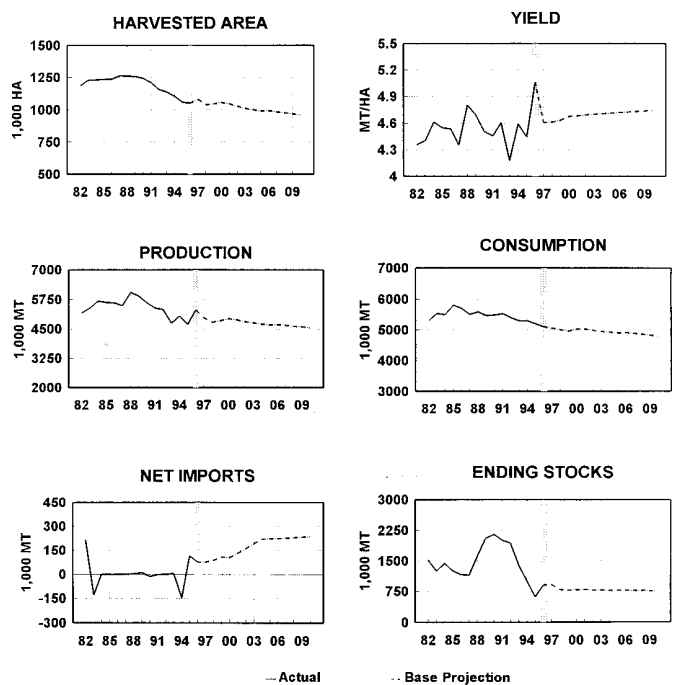 HARVESTED AREA
1500
1250
1000
750
500
1,000 HA
82 85 88 91 94 97 00 03 06 09
YIELD
5.5
5.2
4.9
4.6
4.3
4
MT/HA
82 85 88 91 94 97 00 03 06 09
PRODUCTION
7000
5750
4500
3250
2000
1,000 MT
82 85 88 91 94 97 00 03 06 09
CONSUMPTION
7000
6000
5000
4000
3000
1,000 MT
82 85 88 91 94 97 00 03 06 09
NET IMPORTS
450
300
150
0
-150
-300
1,000 MT
82 85 88 91 94 97 00 03 06 09
ENDING STOCKS
3000
2250
1500
750
0
1,000 MT
82 85 88 91 94 97 00 03 06 09
Actual
Base Projection